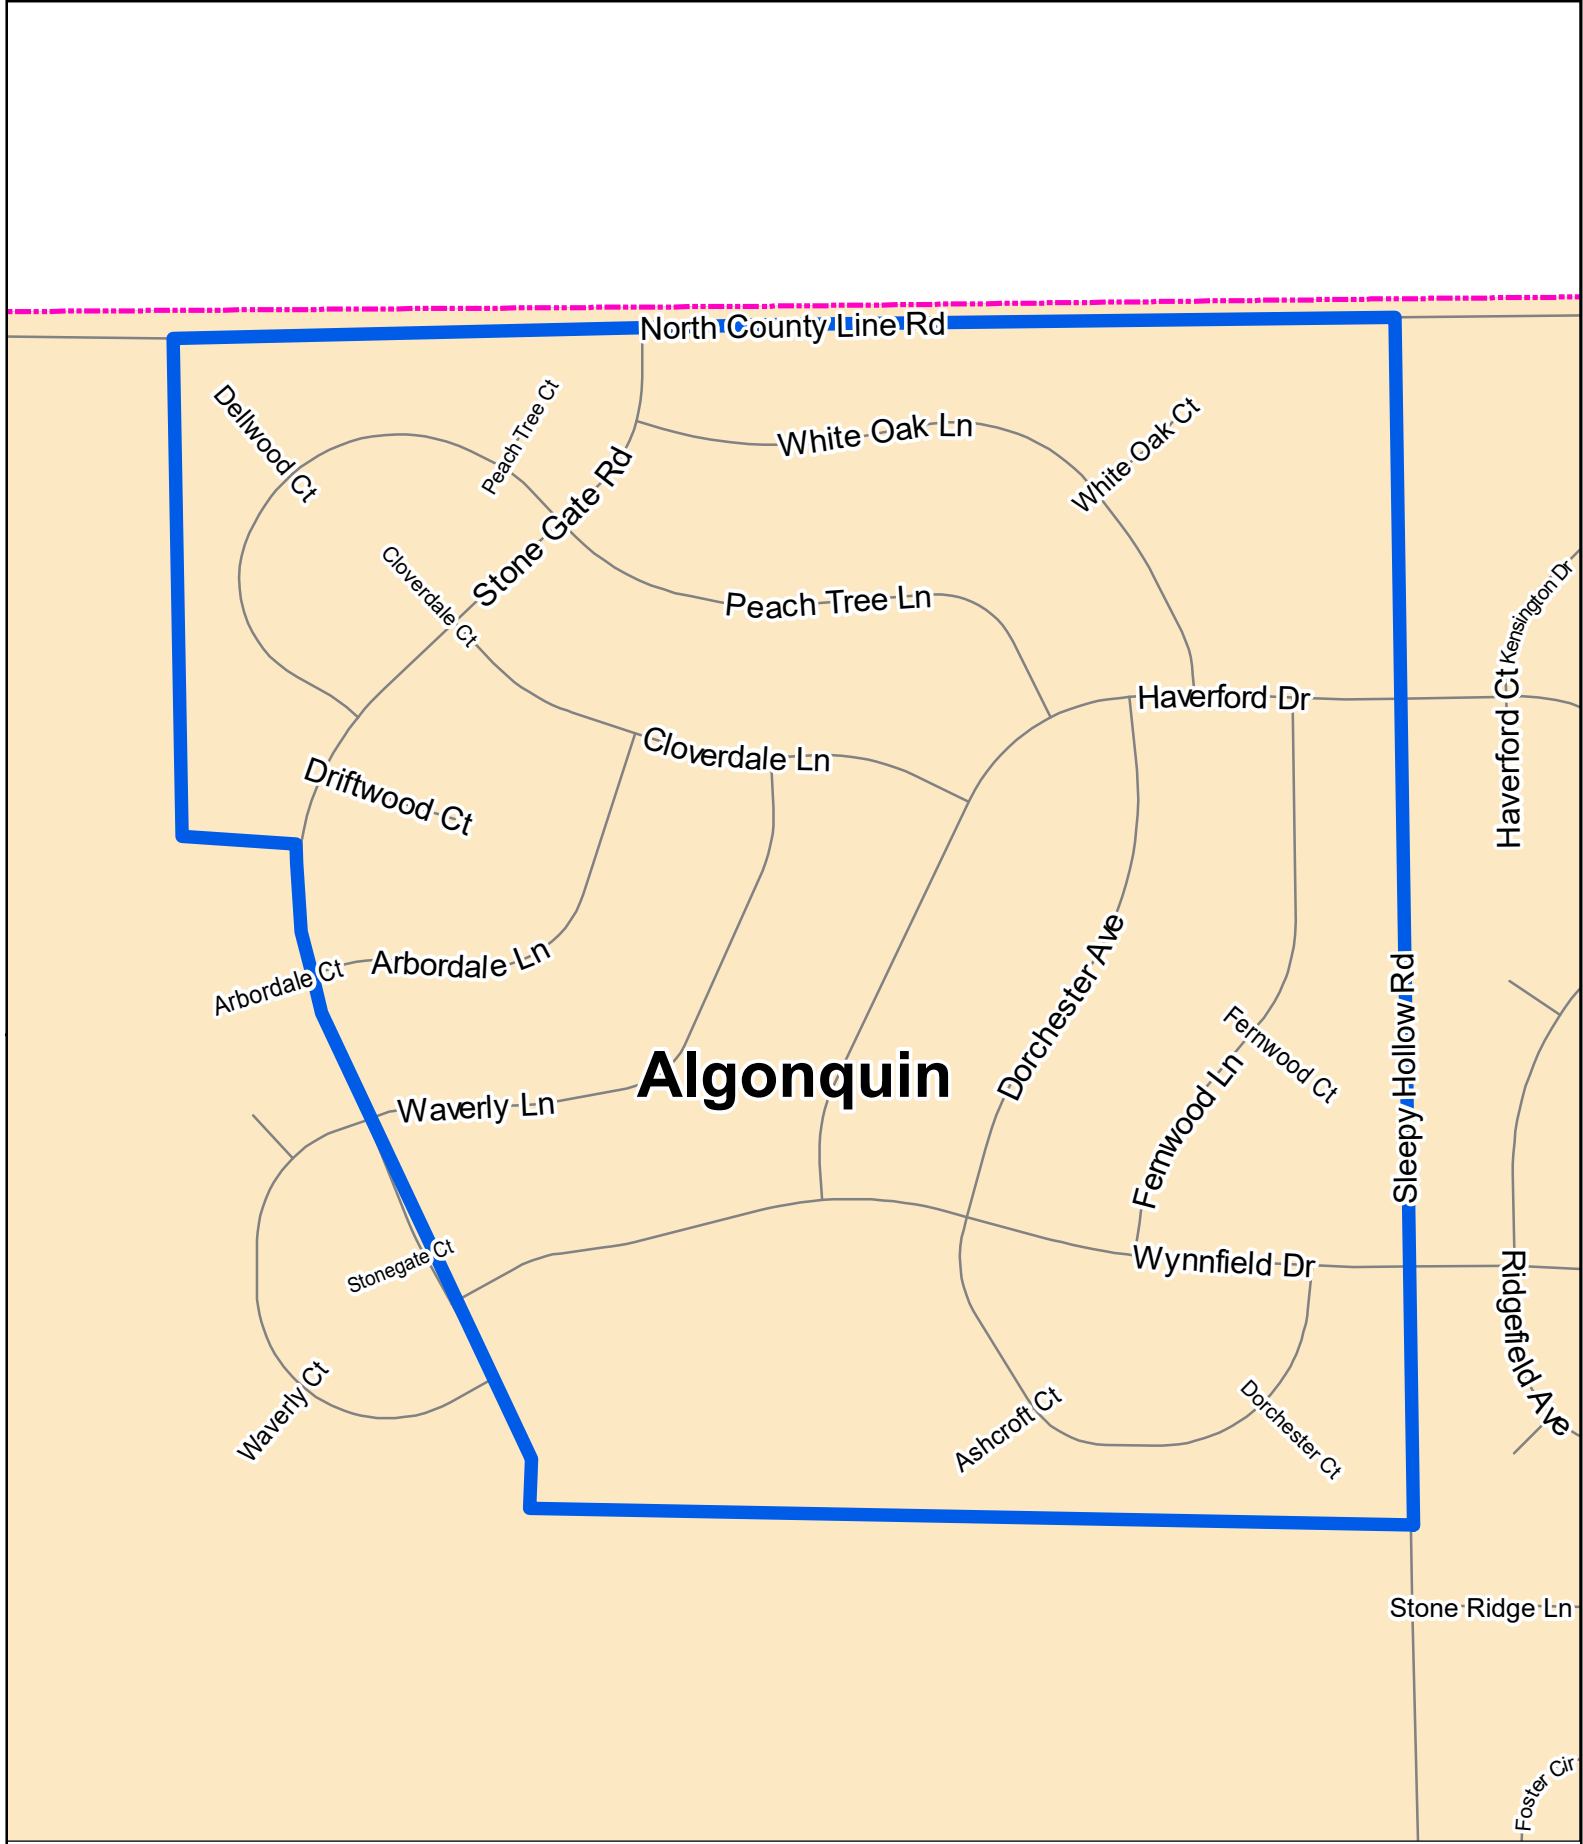 North County Line Rd
Dellwood Ct
Peach Tree Ct
White Oak Ln
White Oak Ct
Stone Gate Rd
Cloverdale Ct
Peach Tree Ln
Kensington Dr
Haverford Dr
Haverford Ct
Cloverdale Ln
Driftwood Ct
Arbordale Ln
Arbordale Ct
Dorchester Ave
Sleepy Hollow Rd
Fernwood Ct
Algonquin
Fernwood Ln
Waverly Ln
Stonegate Ct
Wynnfield Dr
Ridgefield Ave
Waverly Ct
Ashcroft Ct
Dorchester Ct
Stone Ridge Ln
Foster Cir